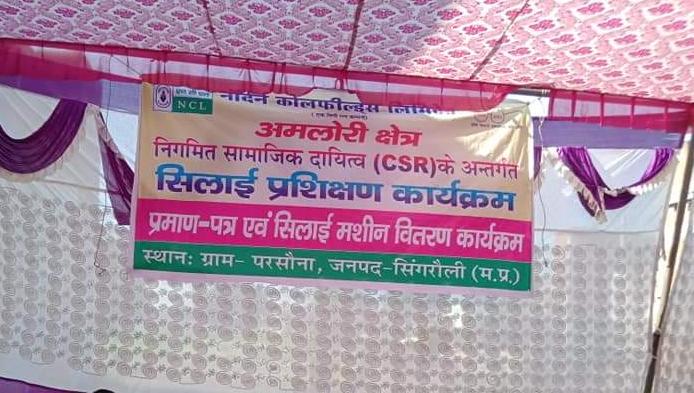 NCL
नार्दर्न कोलफील्ड्स लिमिटेड
अमलोरी क्षेत्र
निगमित सामाजिक दायित्व (CSR)के अन्तर्गत
सिलाई प्रशिक्षण कार्यक्रम
प्रमाण-पत्र एवं सिलाई मशीन वितरण कार्यक्रम
स्थानः ग्राम- परसौना, जनपद-सिंगरौली (म.प्र.)